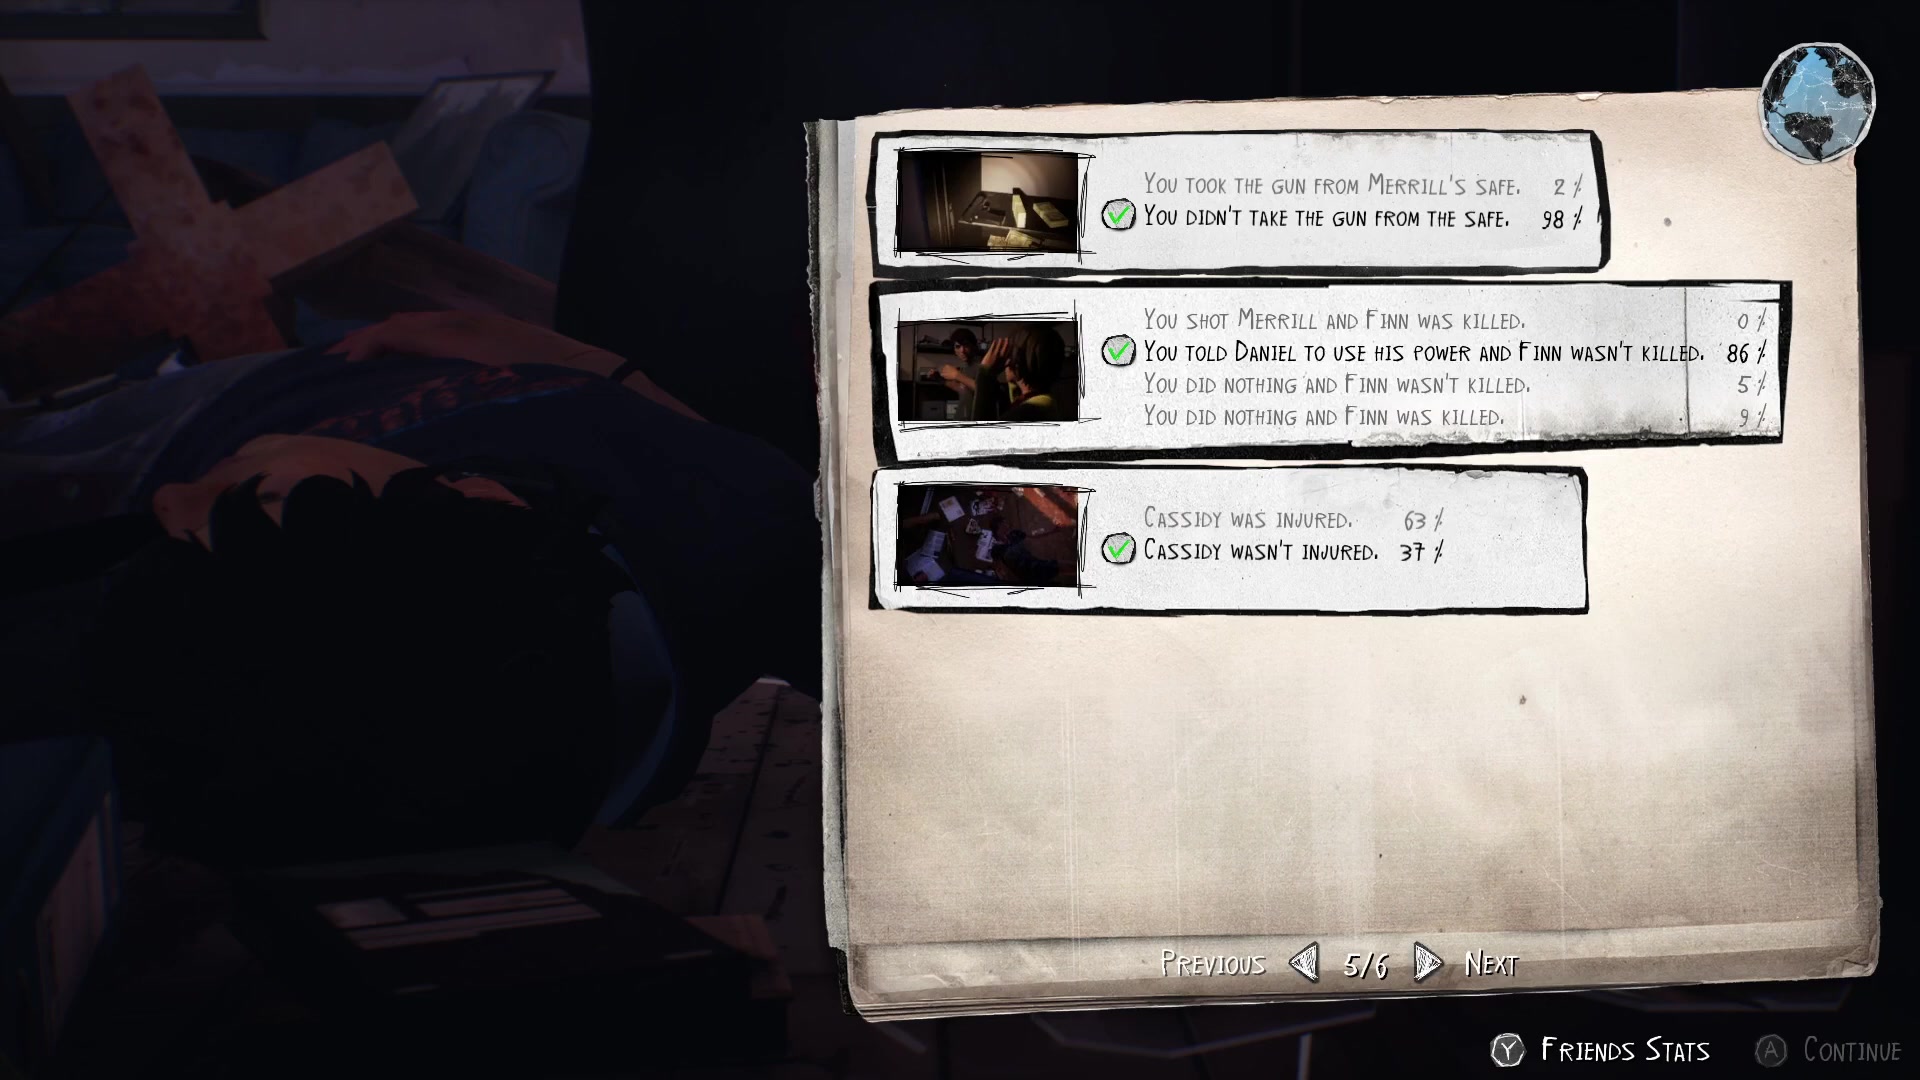 You took the gun from Merrill's safe. 2 %
You didn't take the gun from the safe. 98 %
You shot Merrill and Finn was killed. 0 %
You told Daniel to use his power and Finn wasn't killed. 86 %
You did nothing and Finn wasn't killed. 5 %
You did nothing and Finn was killed. 9 %
Cassidy was injured. 63 %
Cassidy wasn't injured. 37 %
Previous 5/6 Next
Y Friends Stats A Continue